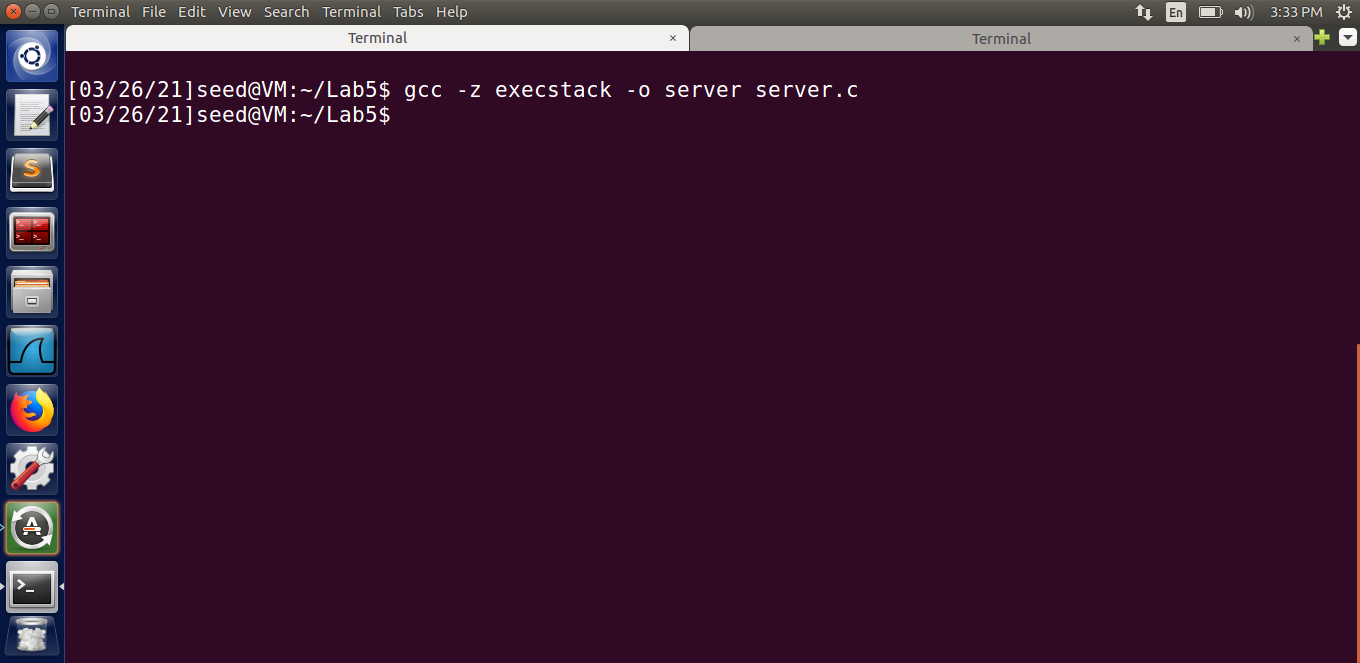 Terminal File Edit View Search Terminal Tabs Help En 3:33 PM
Terminal × Terminal ×
[03/26/21]seed@VM:~/Lab5$ gcc -z execstack -o server server.c
[03/26/21]seed@VM:~/Lab5$